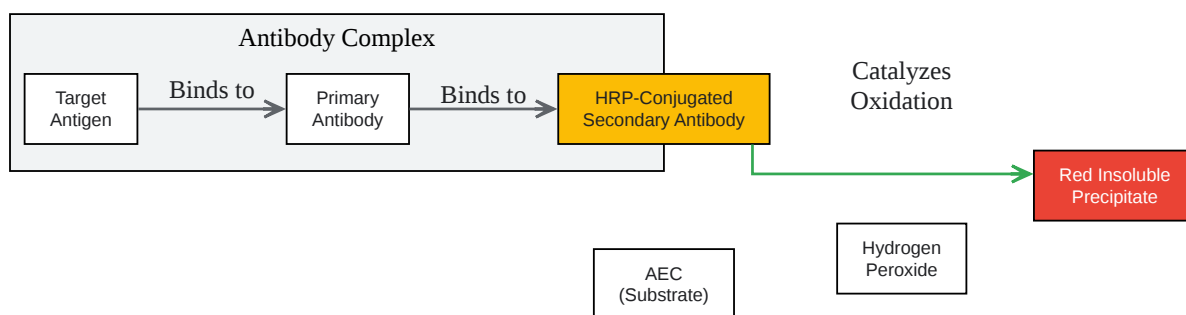 Antibody Complex
Target
Antigen
Binds to
Primary
Antibody
Binds to
HRP-Conjugated
Secondary Antibody
Catalyzes
Oxidation
Red Insoluble
Precipitate
Hydrogen
Peroxide
AEC
(Substrate)